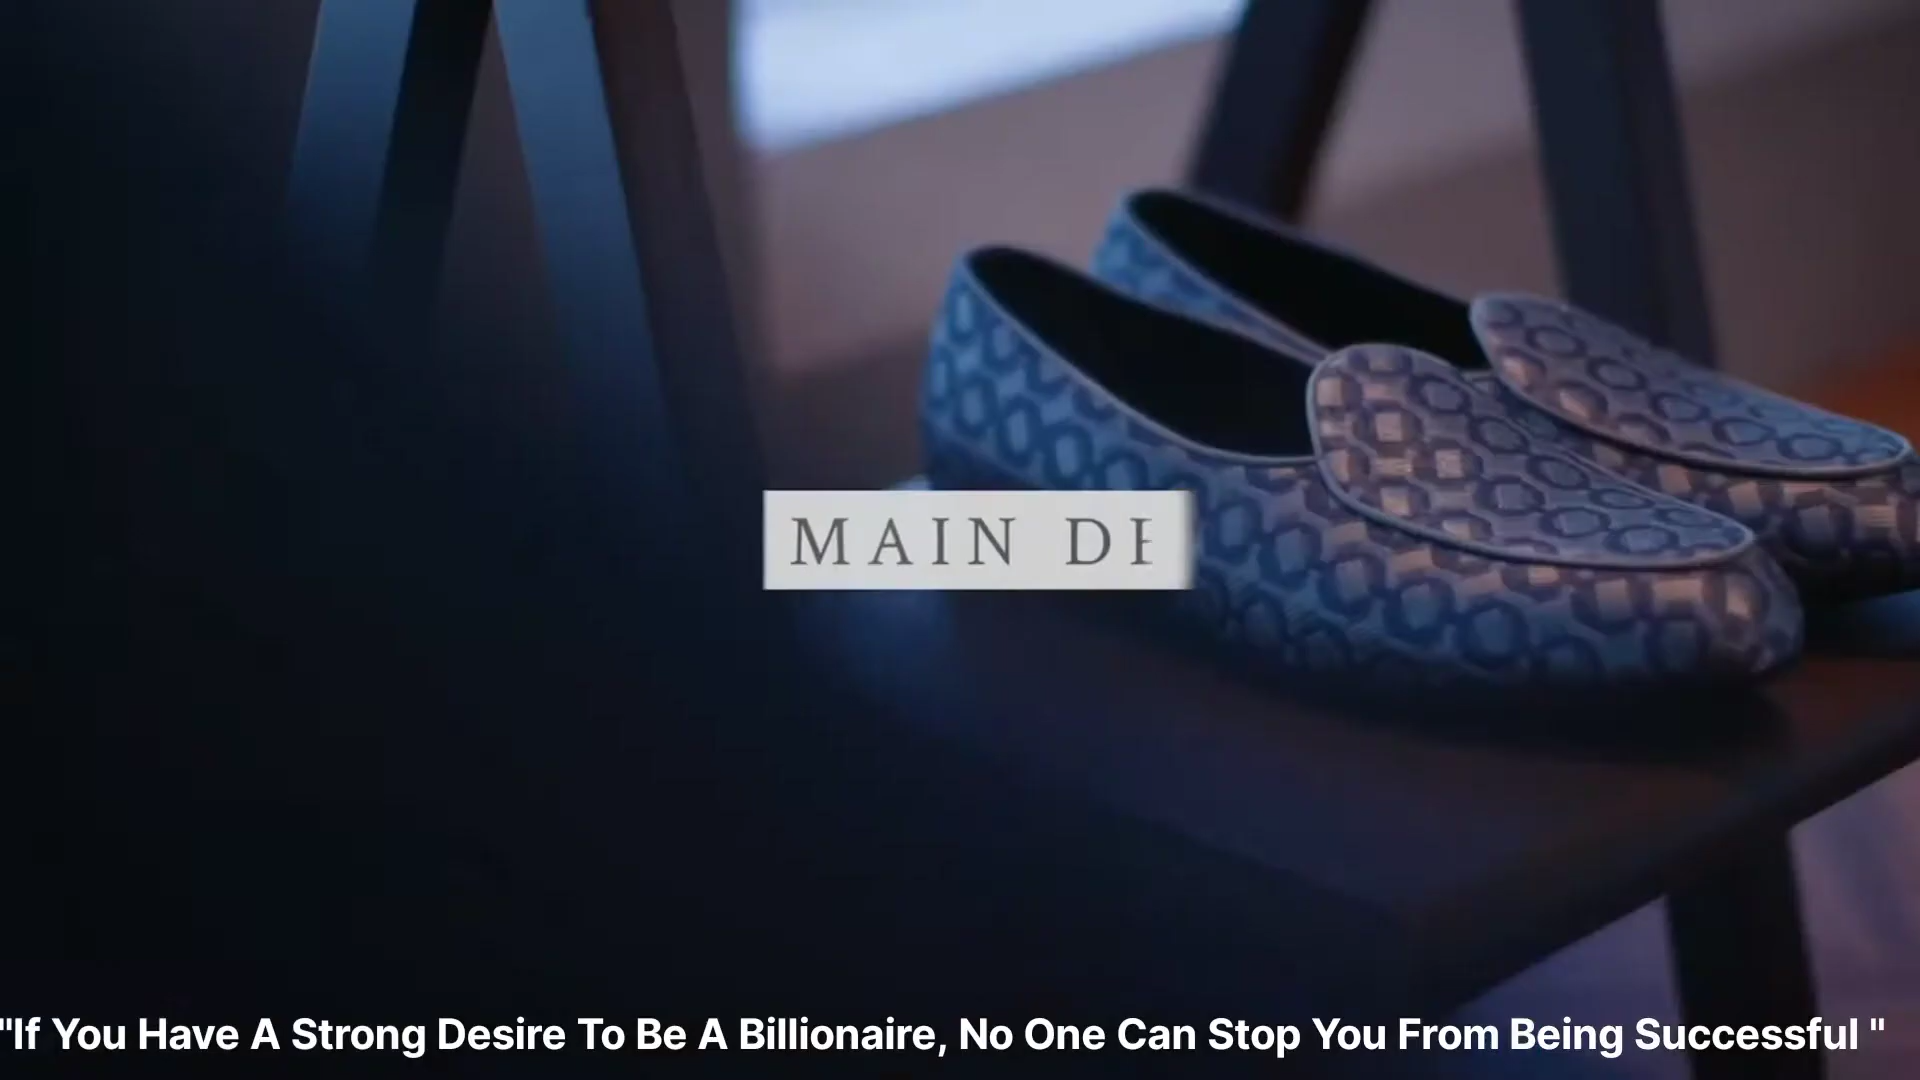 MAIN
"If You Have A Strong Desire To Be A Billionaire, No One Can Stop You From Being Successful "